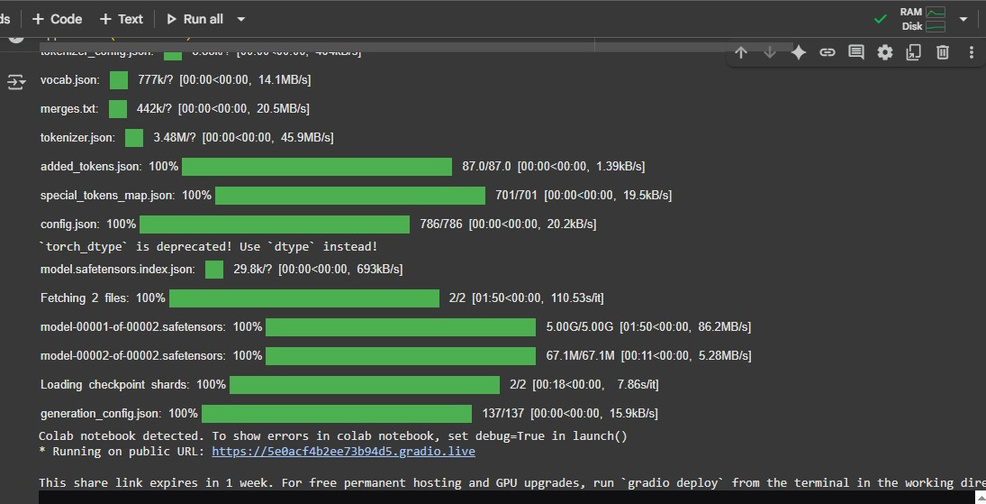 ds + Code + Text Run all RAM Disk
tokenizer_config.json:
vocab.json: 777k/? [00:00<00:00, 14.1MB/s]
merges.txt: 442k/? [00:00<00:00, 20.5MB/s]
tokenizer.json: 3.48M/? [00:00<00:00, 45.9MB/s]
added_tokens.json: 100% 87.0/87.0 [00:00<00:00, 1.39kB/s]
special_tokens_map.json: 100% 701/701 [00:00<00:00, 19.5kB/s]
config.json: 100% 786/786 [00:00<00:00, 20.2kB/s]
`torch_dtype` is deprecated! Use `dtype` instead!
model.safetensors.index.json: 29.8k/? [00:00<00:00, 693kB/s]
Fetching 2 files: 100% 2/2 [01:50<00:00, 110.53s/it]
model-00001-of-00002.safetensors: 100% 5.00G/5.00G [01:50<00:00, 86.2MB/s]
model-00002-of-00002.safetensors: 100% 67.1M/67.1M [00:11<00:00, 5.28MB/s]
Loading checkpoint shards: 100% 2/2 [00:18<00:00, 7.86s/it]
generation_config.json: 100% 137/137 [00:00<00:00, 15.9kB/s]
Colab notebook detected. To show errors in colab notebook, set debug=True in launch()
* Running on public URL: https://5e0acf4b2ee73b94d5.gradio.live
This share link expires in 1 week. For free permanent hosting and GPU upgrades, run `gradio deploy` from the terminal in the working dire